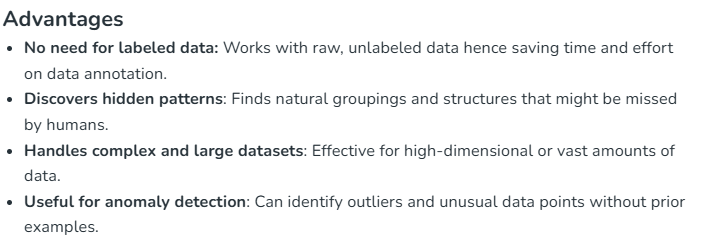 Advantages
• No need for labeled data: Works with raw, unlabeled data hence saving time and effort
on data annotation.
• Discovers hidden patterns: Finds natural groupings and structures that might be missed
by humans.
• Handles complex and large datasets: Effective for high-dimensional or vast amounts of
data.
• Useful for anomaly detection: Can identify outliers and unusual data points without prior
examples.